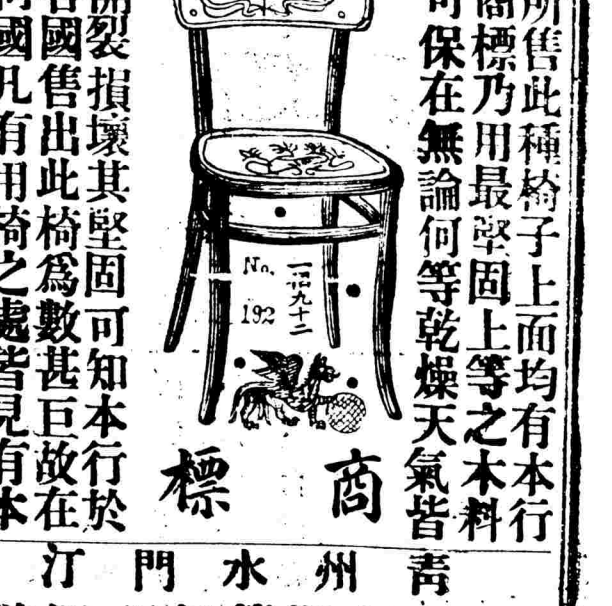 所售此種椅子上面均有本行
商標乃用最堅固上等之木料
可保在無論何等乾燥天氣皆
No.
192
一佰九十二
商標
裂損壞其堅固可知本行於
國售出此椅爲數甚巨故在
國凡有用椅之處皆見有本
青州水門汀